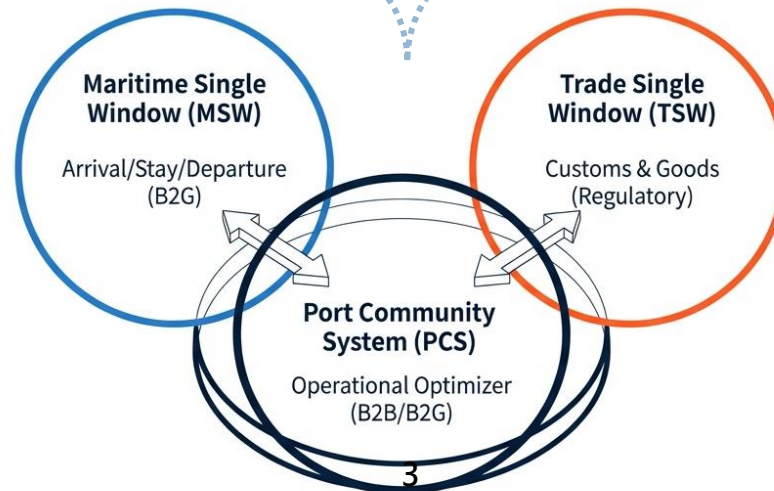 Maritime Single
Window (MSW)
Arrival/Stay/Departure
(B2G)
Trade Single
Window (TSW)
Customs & Goods
(Regulatory)
Port Community
System (PCS)
Operational Optimizer
(B2B/B2G)
3